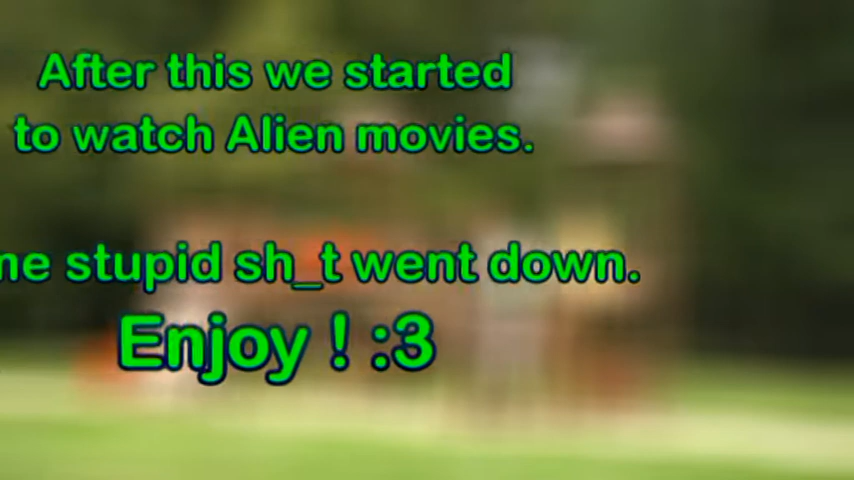 After this we started
to watch Alien movies.
stupid sh_t went down.
Enjoy ! :3